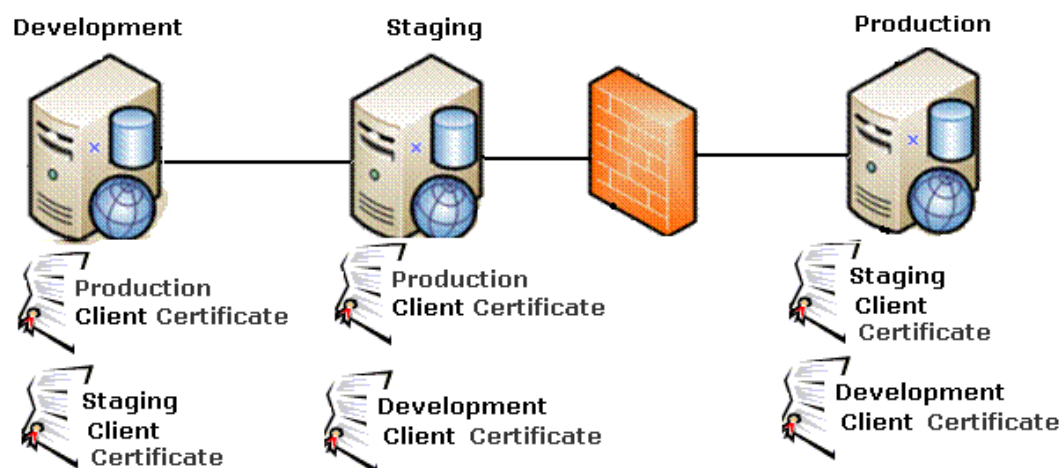 Development
Staging
Production
Production
Client Certificate
Staging
Client
Certificate
Production
Client Certificate
Development
Client Certificate
Staging
Client
Certificate
Development
Client Certificate